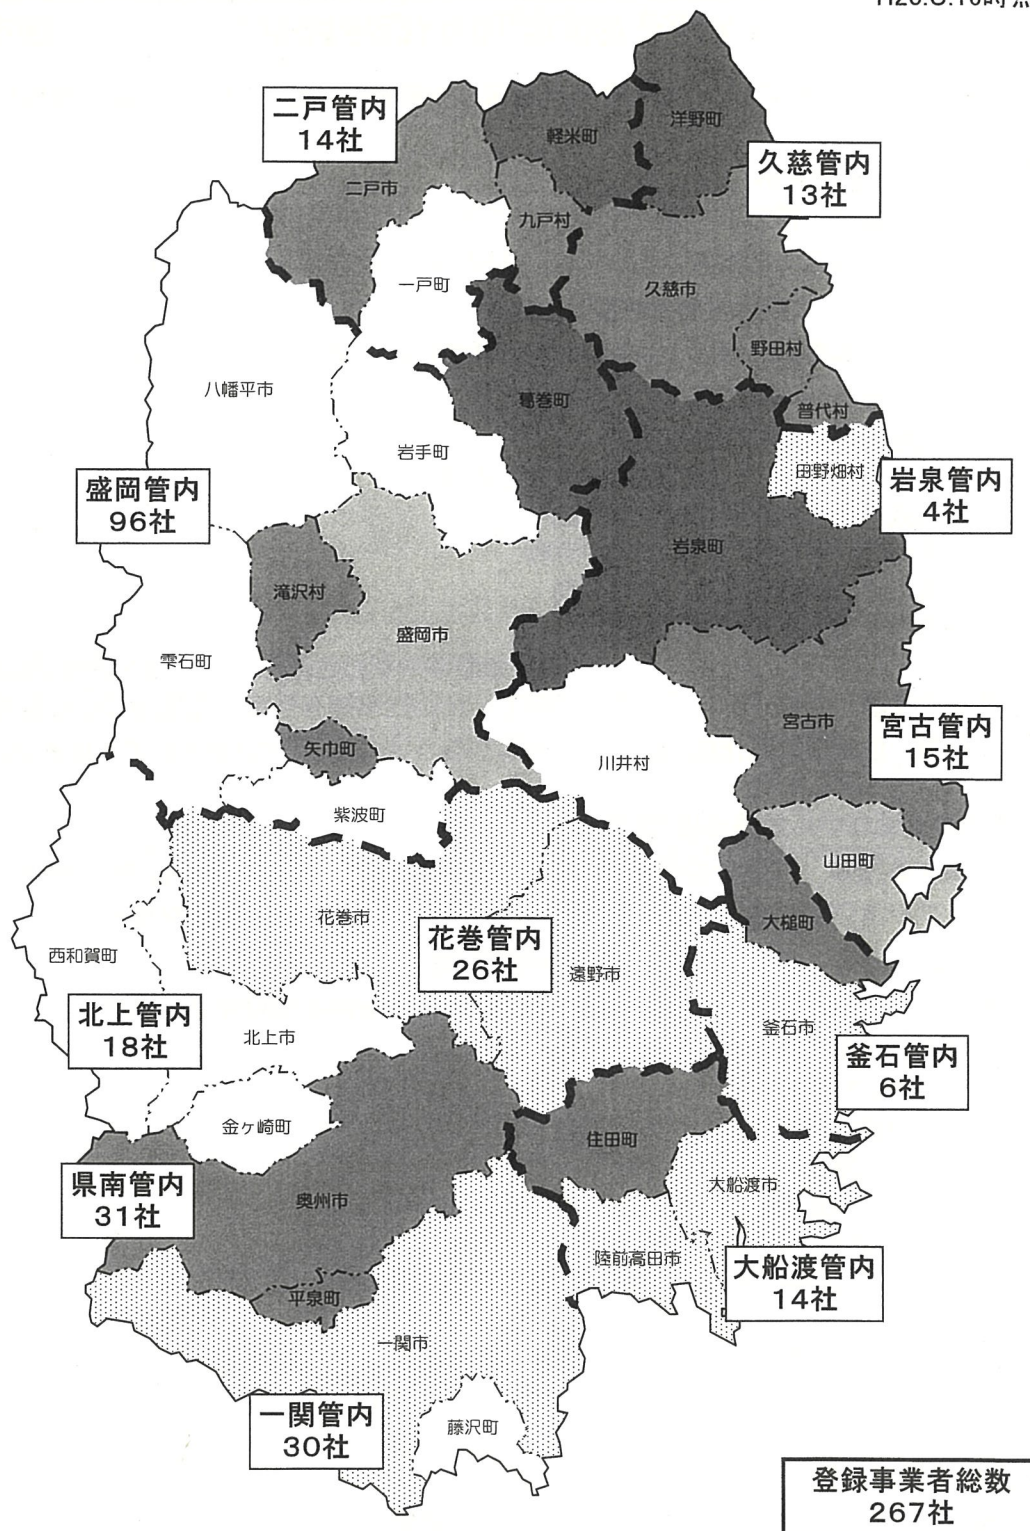 二戸管内
14社
軽米町
洋野町
久慈管内
13社
二戸市
九戸村
一戸町
久慈市
野田村
八幡平市
葛巻町
普代村
岩手町
田野畑村
岩泉管内
4社
盛岡管内
96社
岩泉町
滝沢村
盛岡市
雫石町
宮古市
宮古管内
15社
矢巾町
川井村
紫波町
山田町
花巻市
大槌町
花巻管内
26社
西和賀町
遠野市
北上管内
18社
北上市
釜石市
釜石管内
6社
金ヶ崎町
住田町
県南管内
31社
奥州市
大船渡市
陸前高田市
大船渡管内
14社
平泉町
一関市
一関管内
30社
藤沢町
登録事業者総数
267社